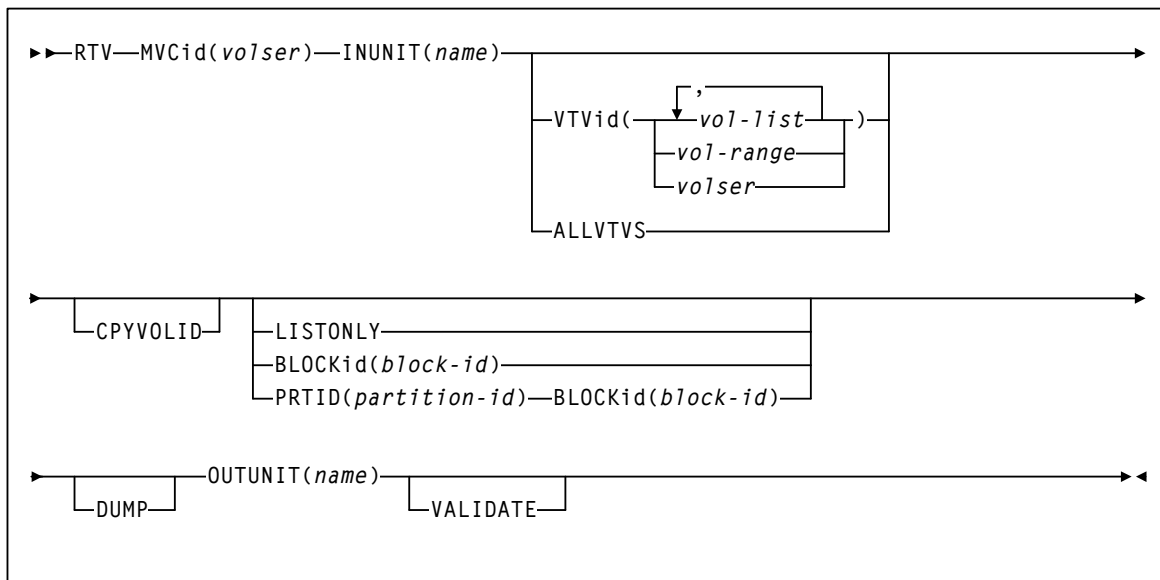 RTV MVCid(volser) INUNIT(name)
,
VTVid( vol-list )
vol-range
volser
ALLVTVS
CPYVOLID LISTONLY
BLOCKid(block-id)
PRTID(partition-id) BLOCKid(block-id)
OUTUNIT(name)
DUMP VALIDATE